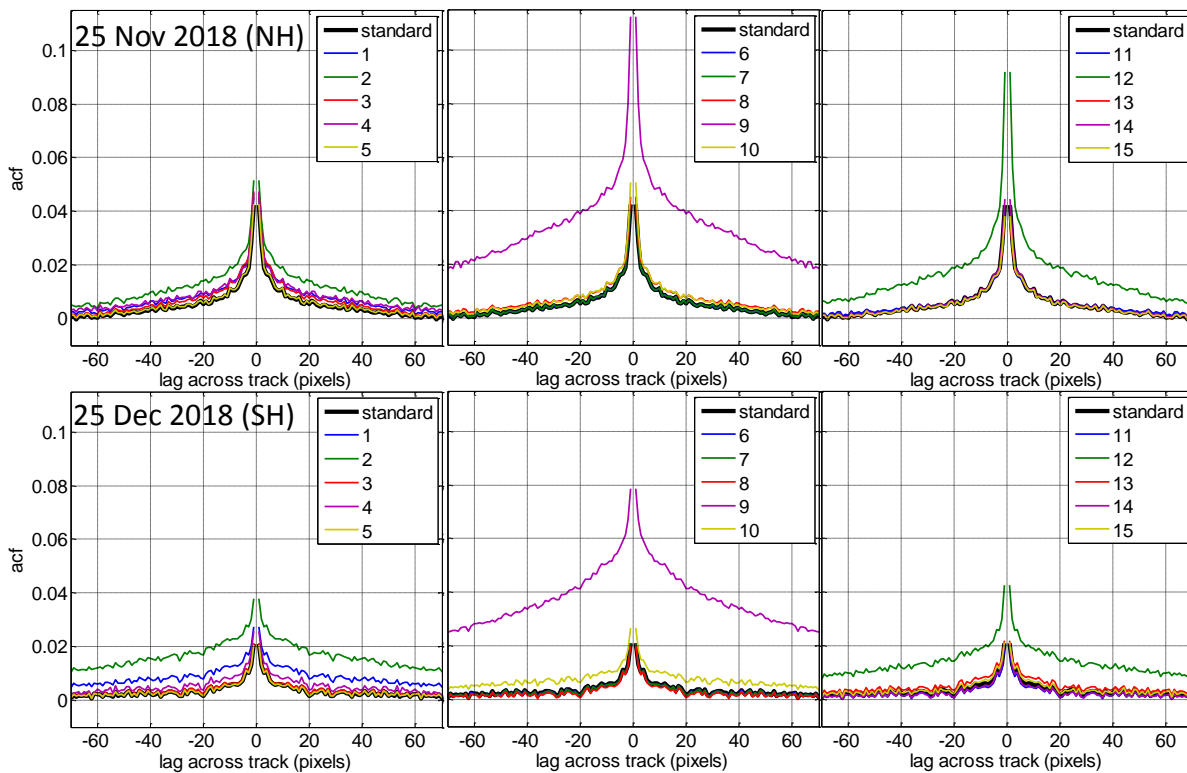 25 Nov 2018 (NH)
acf
0.1
0.08
0.06
0.04
0.02
0
standard
1
2
3
4
5
-60 -40 -20 0 20 40 60
lag across track (pixels)
standard
6
7
8
9
10
-60 -40 -20 0 20 40 60
lag across track (pixels)
standard
11
12
13
14
15
-60 -40 -20 0 20 40 60
lag across track (pixels)
25 Dec 2018 (SH)
acf
0.1
0.08
0.06
0.04
0.02
0
standard
1
2
3
4
5
-60 -40 -20 0 20 40 60
lag across track (pixels)
standard
6
7
8
9
10
-60 -40 -20 0 20 40 60
lag across track (pixels)
standard
11
12
13
14
15
-60 -40 -20 0 20 40 60
lag across track (pixels)